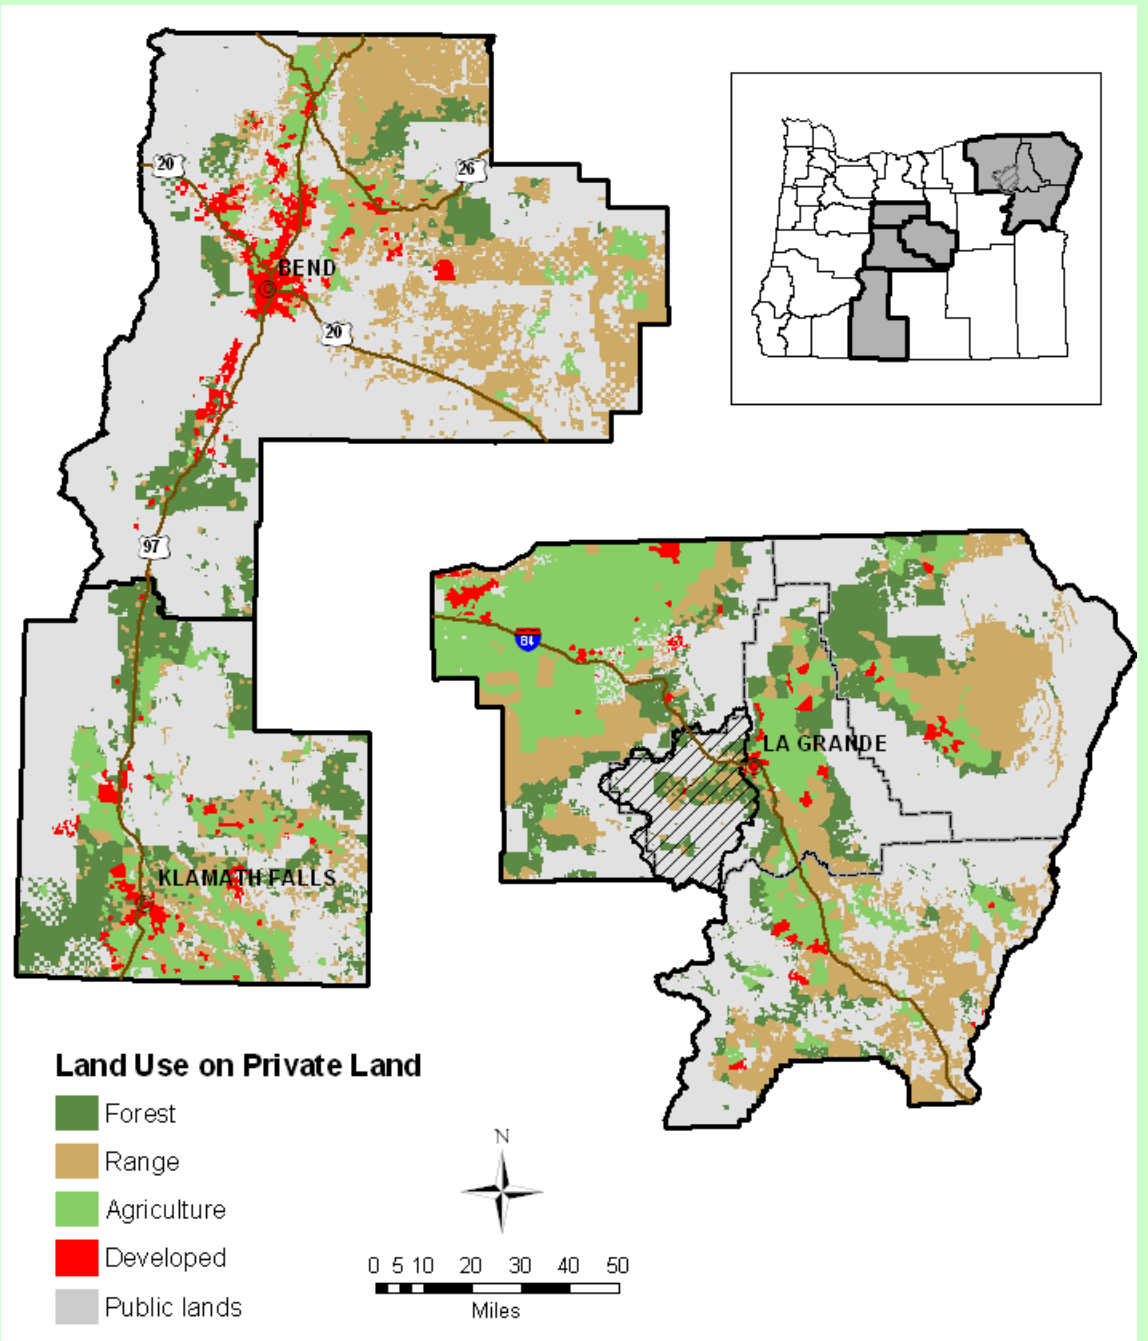 20
26
BEND
20
97
84
LA GRANDE
KLAMATH FALLS
Land Use on Private Land
Forest
Range
Agriculture
Developed
Public lands
N
0 5 10 20 30 40 50
Miles